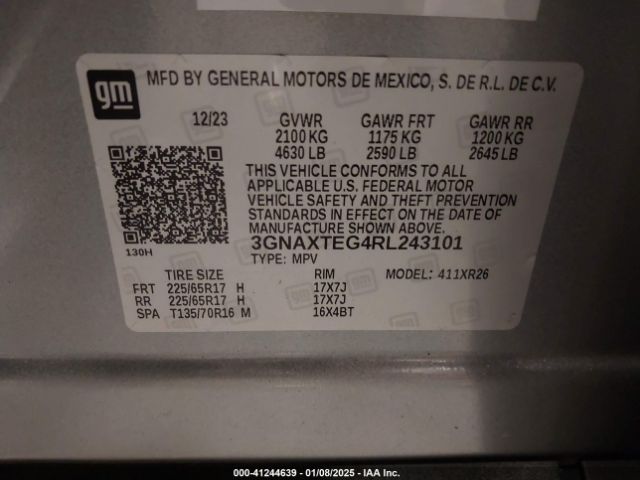 gm
MFD BY GENERAL MOTORS DE MEXICO, S. DE R.L. DE C.V.
12/23 GVWR GAWR FRT GAWR RR
2100 KG 1175 KG 1200 KG
4630 LB 2590 LB 2645 LB
THIS VEHICLE CONFORMS TO ALL
APPLICABLE U.S. FEDERAL MOTOR
VEHICLE SAFETY AND THEFT PREVENTION
STANDARDS IN EFFECT ON THE DATE OF
MANUFACTURE SHOWN ABOVE.
3GNAXTEG4RL243101
130H
TYPE: MPV
TIRE SIZE RIM MODEL: 411XR26
FRT 225/65R17 H 17X7J
RR 225/65R17 H 17X7J
SPA T135/70R16 M 16X4BT
000-41244639 - 01/08/2025 - IAA Inc.